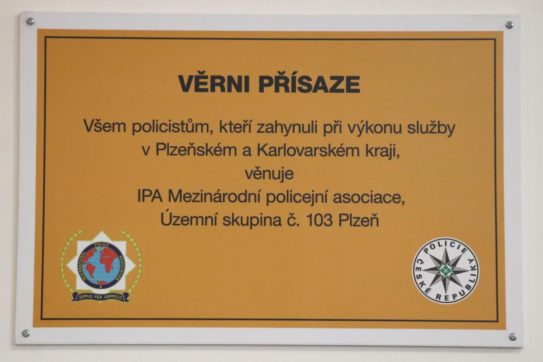 VĚRNI PŘÍSAZE
Všem policistům, kteří zahynuli při výkonu služby
v Plzeňském a Karlovarském kraji,
věnuje
IPA Mezinárodní policejní asociace,
Územní skupina č. 103 Plzeň
POLICE
SERVO PER AMIKECO
POLICIE
ČESKÉ REPUBLIKY